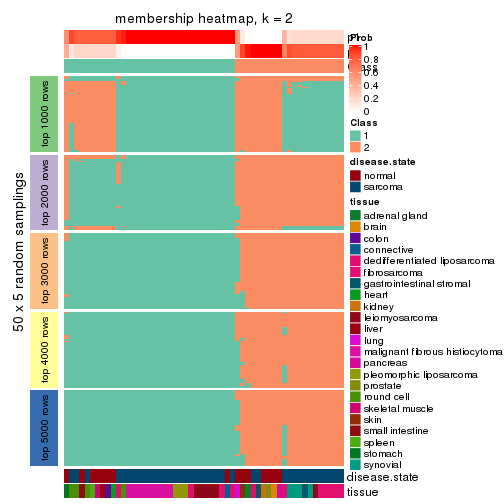 membership heatmap, k = 2
50 x 5 random samplings
top 1000 rows
top 2000 rows
top 3000 rows
top 4000 rows
top 5000 rows
Prob
1
0.8
0.6
0.4
0.2
0
Class
1
2
disease.state
normal
sarcoma
tissue
adrenal gland
brain
colon
connective
dedifferentiated liposarcoma
fibrosarcoma
gastrointestinal stromal
heart
kidney
leiomyosarcoma
liver
lung
malignant fibrous histiocytoma
pancreas
pleomorphic liposarcoma
prostate
round cell
skeletal muscle
skin
small intestine
spleen
stomach
synovial
disease.state
tissue